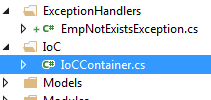 ExceptionHandlers
EmpNotExistsException.cs
IoC
IoCContainer.cs
Models